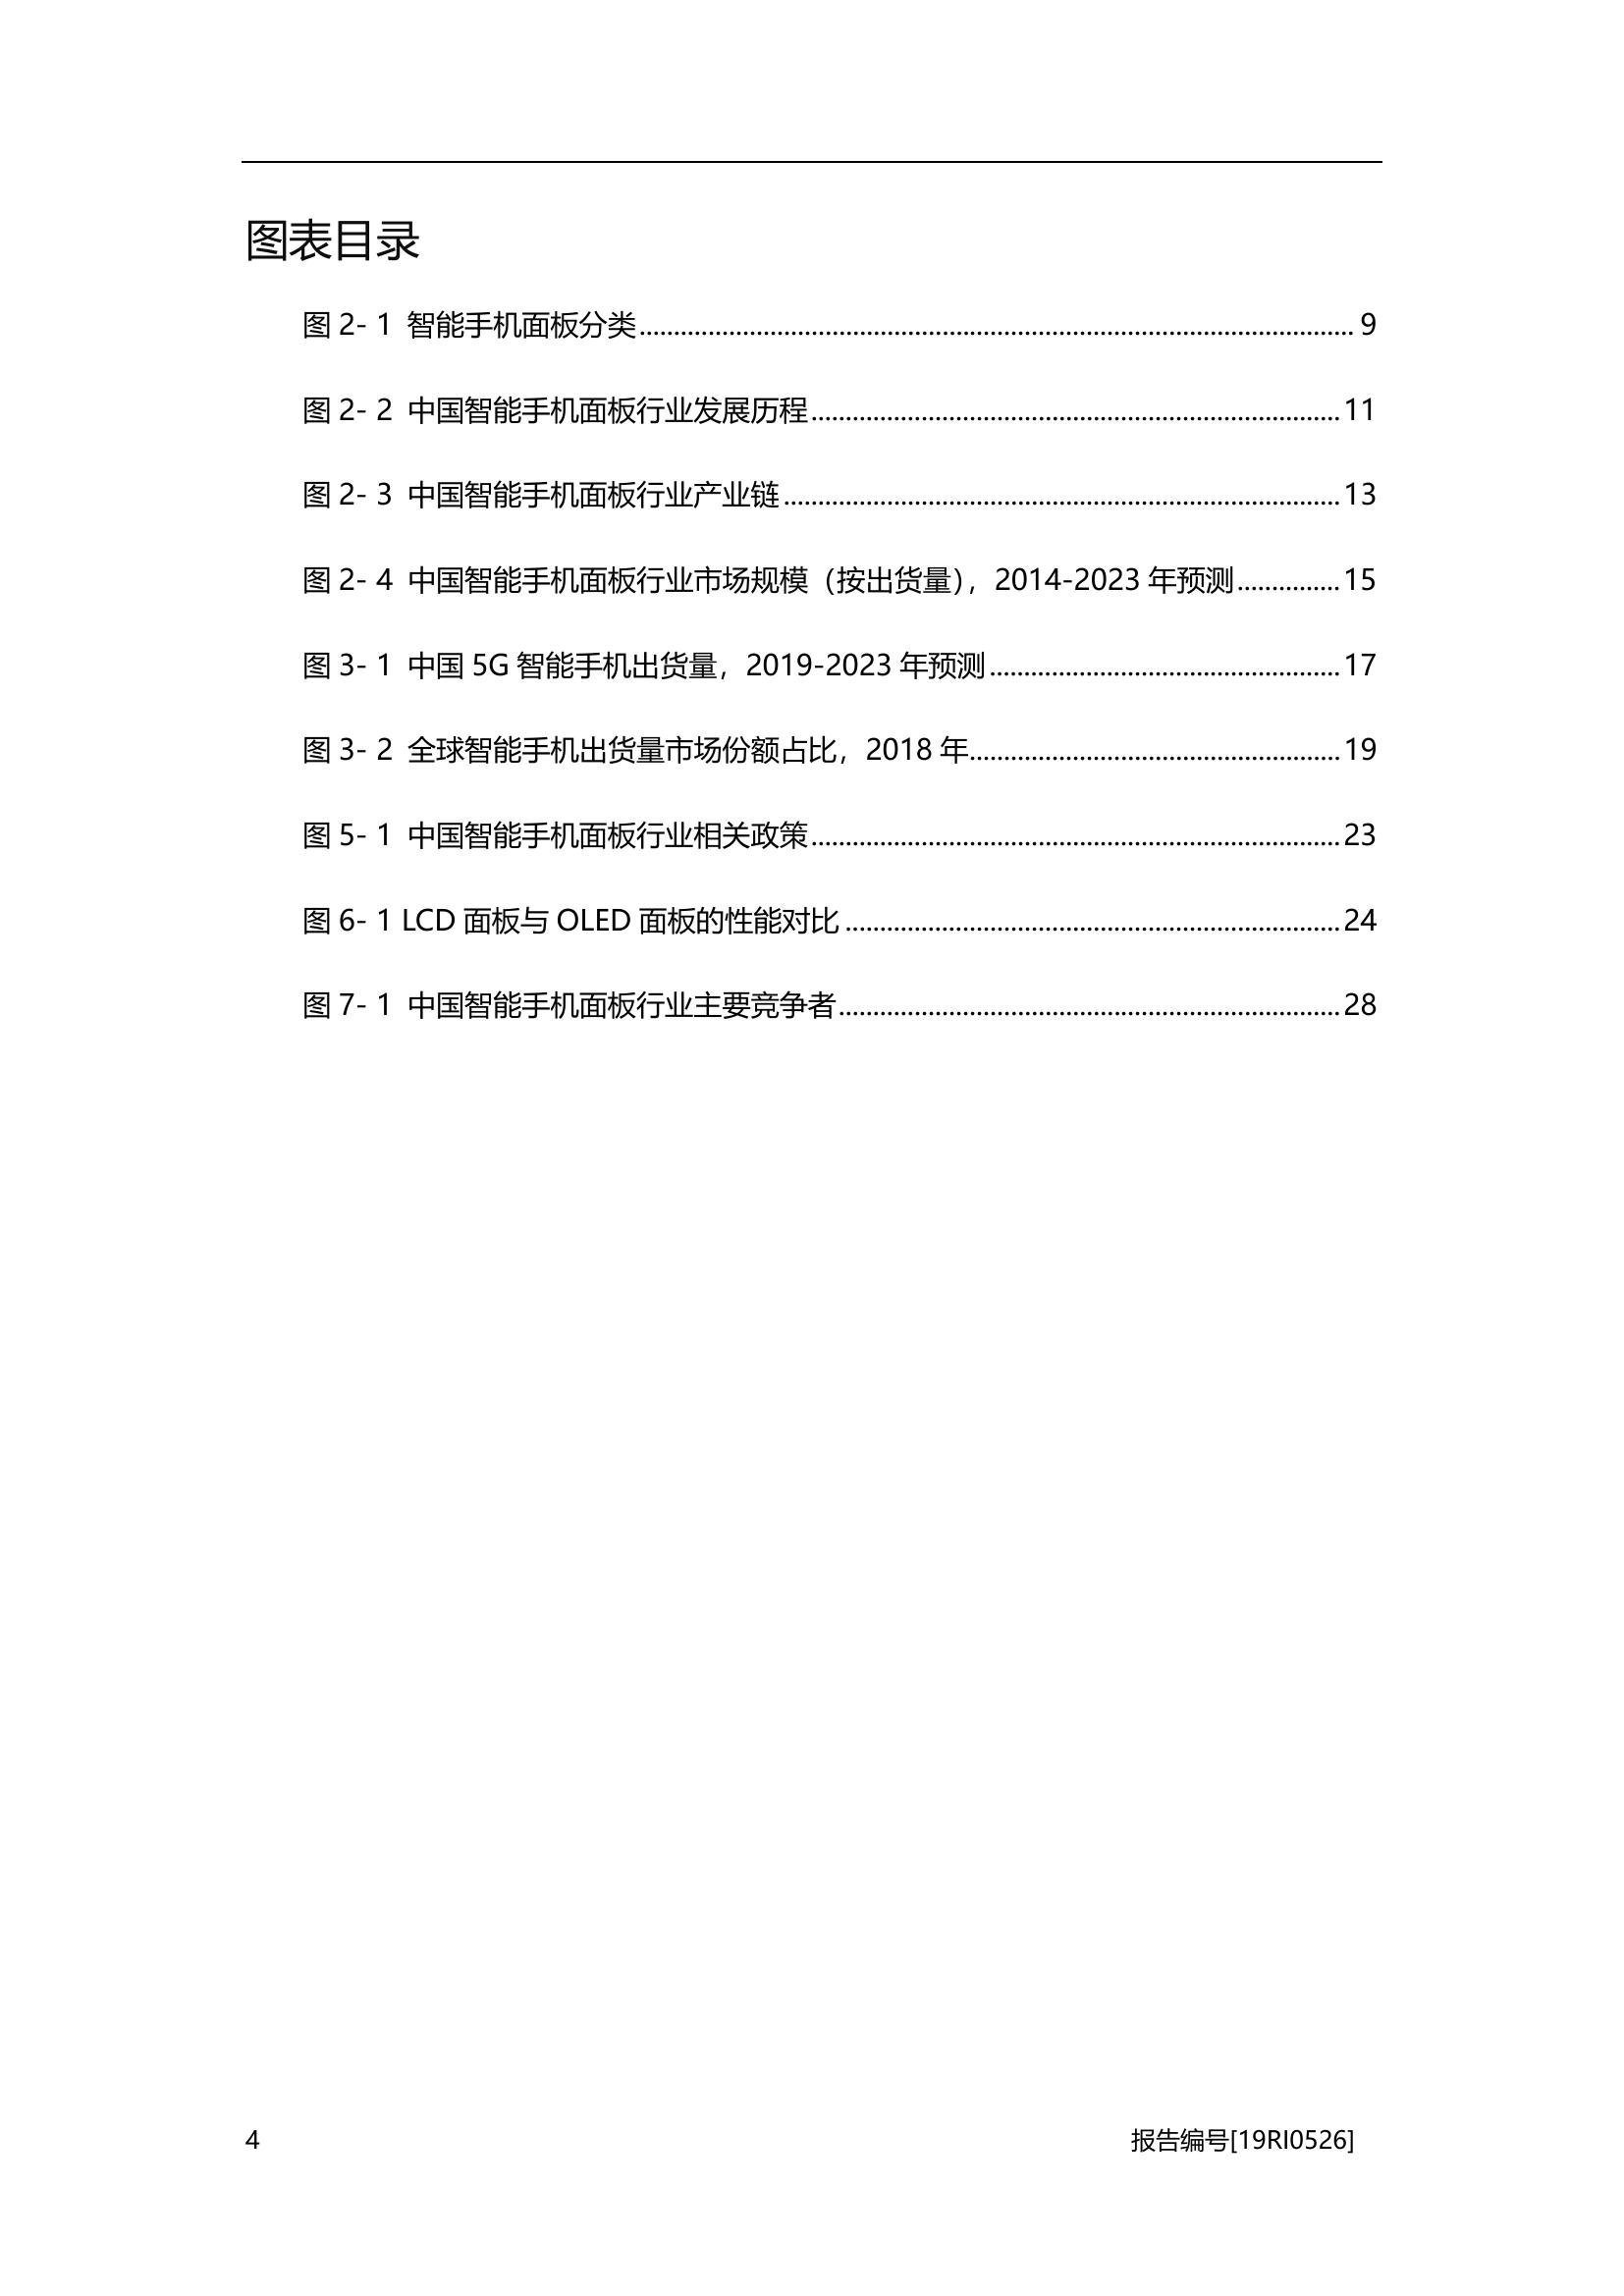 图表目录
图 2- 1 智能手机面板分类........................................ 9
图 2- 2 中国智能手机面板行业发展历程........................................ 11
图 2- 3 中国智能手机面板行业产业链........................................ 13
图 2- 4 中国智能手机面板行业市场规模（按出货量），2014-2023 年预测............... 15
图 3- 1 中国 5G 智能手机出货量，2019-2023 年预测........................................ 17
图 3- 2 全球智能手机出货量市场份额占比，2018 年........................................ 19
图 5- 1 中国智能手机面板行业相关政策........................................ 23
图 6- 1 LCD 面板与 OLED 面板的性能对比........................................ 24
图 7- 1 中国智能手机面板行业主要竞争者........................................ 28
4 报告编号[19RI0526]